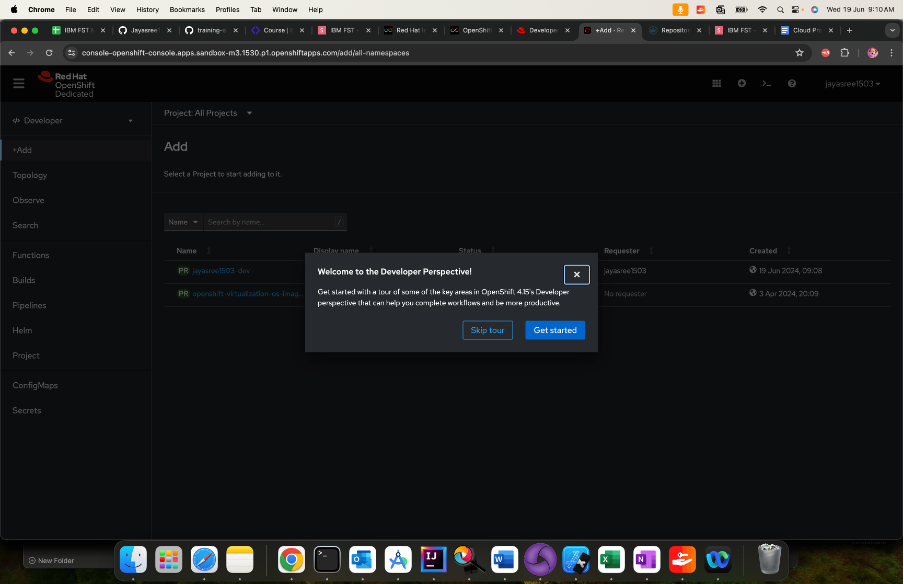 Chrome File Edit View History Bookmarks Profiles Tab Window Help Wed 19 Jun 9:10 AM
IBM FST Jayasree training- Course | IBM FST - Red Hat OpenShift Develope +Add - Re Reposito IBM FST Cloud Pro
console-openshift-console.apps.sandbox-m3.1530.p1.openshiftapps.com/add/all-namespaces
Red Hat
OpenShift
Dedicated
jayasree1503
Developer
Project: All Projects
+Add
Add
Topology
Select a Project to start adding to it.
Observe
Search
Name Search by name... /
Functions
Name Display name Status Requester Created
PR jayasree1503-dev jayasree1503 19 Jun 2024, 09:08
Builds
PR openshift-virtualization-os-imag... No requester 3 Apr 2024, 20:09
Pipelines
Helm
Project
ConfigMaps
Secrets
Welcome to the Developer Perspective!
Get started with a tour of some of the key areas in OpenShift 4.15's Developer
perspective that can help you complete workflows and be more productive.
Skip tour Get started
New Folder